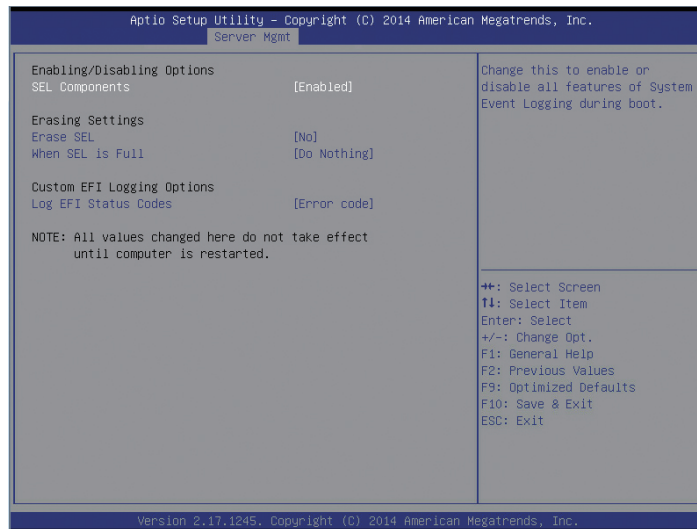 Aptio Setup Utility – Copyright (C) 2014 American Megatrends, Inc.
Server Mgmt
Enabling/Disabling Options
SEL Components [Enabled]
Erasing Settings
Erase SEL [No]
When SEL is Full [Do Nothing]
Custom EFI Logging Options
Log EFI Status Codes [Error code]
NOTE: All values changed here do not take effect
until computer is restarted.
Change this to enable or
disable all features of System
Event Logging during boot.
→←: Select Screen
↑↓: Select Item
Enter: Select
+/-: Change Opt.
F1: General Help
F2: Previous Values
F9: Optimized Defaults
F10: Save & Exit
ESC: Exit
Version 2.17.1245. Copyright (C) 2014 American Megatrends, Inc.